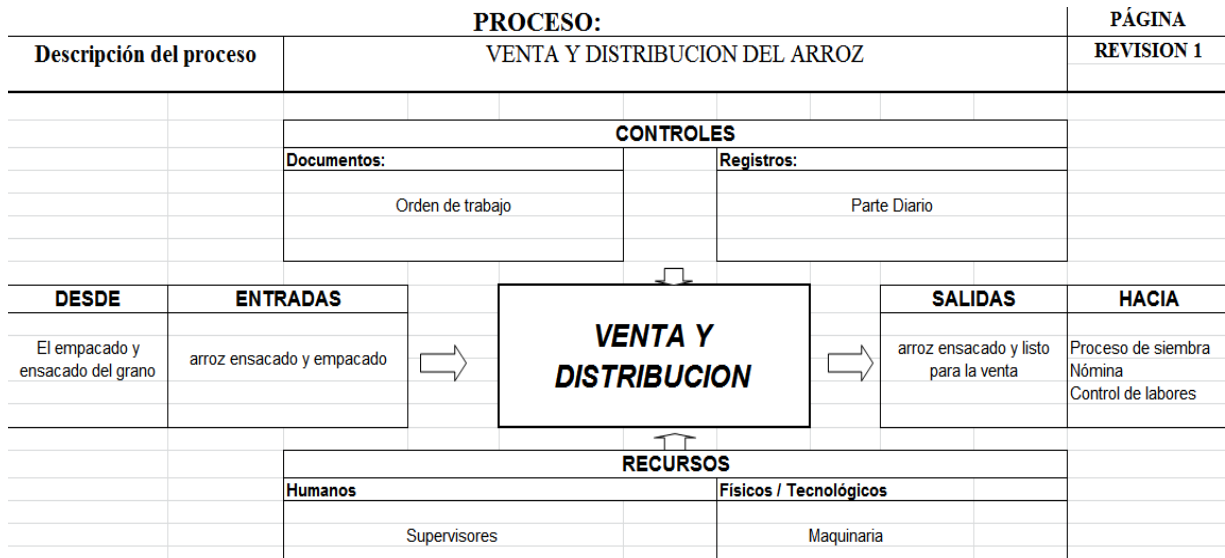 PROCESO:
PÁGINA
Descripción del proceso
VENTA Y DISTRIBUCION DEL ARROZ
REVISION 1
CONTROLES
Documentos:
Registros:
Orden de trabajo
Parte Diario
DESDE
ENTRADAS
El empacado y
ensacado del grano
arroz ensacado y empacado
VENTA Y
DISTRIBUCION
SALIDAS
HACIA
arroz ensacado y listo
para la venta
Proceso de siembra
Nómina
Control de labores
RECURSOS
Humanos
Físicos / Tecnológicos
Supervisores
Maquinaria